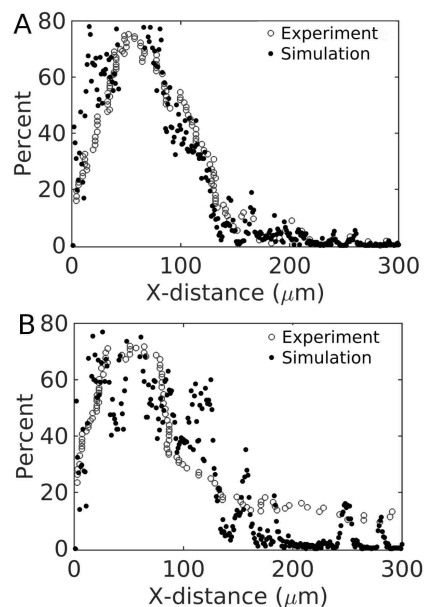 A
80
Experiment
Simulation
60
40
20
0
Percent
0 100 200 300
X-distance (μm)
B
80
Experiment
Simulation
60
40
20
0
Percent
0 100 200 300
X-distance (μm)